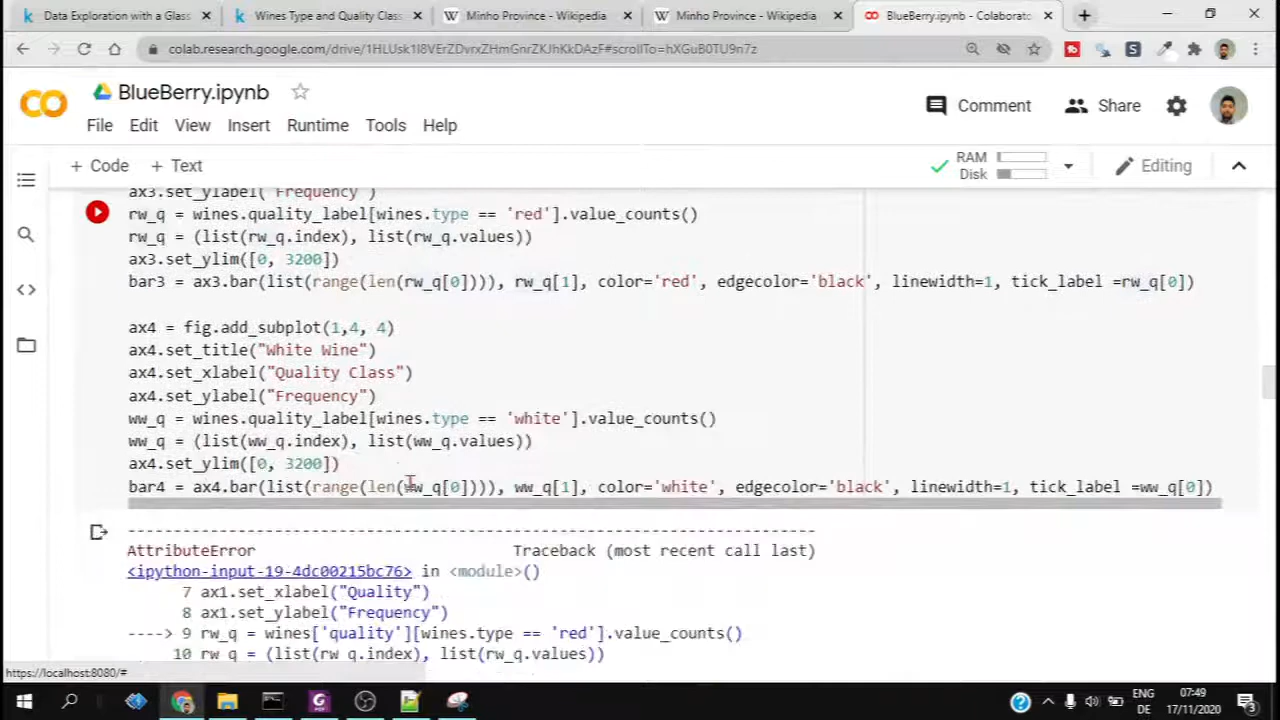 Data Exploration with a Glass
Wines Type and Quality Class
Minho Province - Wikipedia
Minho Province - Wikipedia
BlueBerry.ipynb - Colaborato
colab.research.google.com/drive/1HLUsk1I8VErZDvrxZHmGnrZKJhKkDAzF#scrollTo=hXGuB0TU9n7z
BlueBerry.ipynb
Comment
Share
File Edit View Insert Runtime Tools Help
+ Code + Text
RAM
Disk
Editing
ax3.set_ylabel("Frequency")
rw_q = wines.quality_label[wines.type == 'red'].value_counts()
rw_q = (list(rw_q.index), list(rw_q.values))
ax3.set_ylim([0, 3200])
bar3 = ax3.bar(list(range(len(rw_q[0]))), rw_q[1], color='red', edgecolor='black', linewidth=1, tick_label =rw_q[0])
ax4 = fig.add_subplot(1,4, 4)
ax4.set_title("White Wine")
ax4.set_xlabel("Quality Class")
ax4.set_ylabel("Frequency")
ww_q = wines.quality_label[wines.type == 'white'].value_counts()
ww_q = (list(ww_q.index), list(ww_q.values))
ax4.set_ylim([0, 3200])
bar4 = ax4.bar(list(range(len(ww_q[0]))), ww_q[1], color='white', edgecolor='black', linewidth=1, tick_label =ww_q[0])
---------------------------------------------------------------------------
AttributeError Traceback (most recent call last)
<ipython-input-19-4dc00215bc76> in <module>()
7 ax1.set_xlabel("Quality")
8 ax1.set_ylabel("Frequency")
----> 9 rw_q = wines['quality'][wines.type == 'red'].value_counts()
10 rw_q = (list(rw_q.index), list(rw_q.values))
https://localhost:8080/#
ENG
DE
07:49
17/11/2020
3